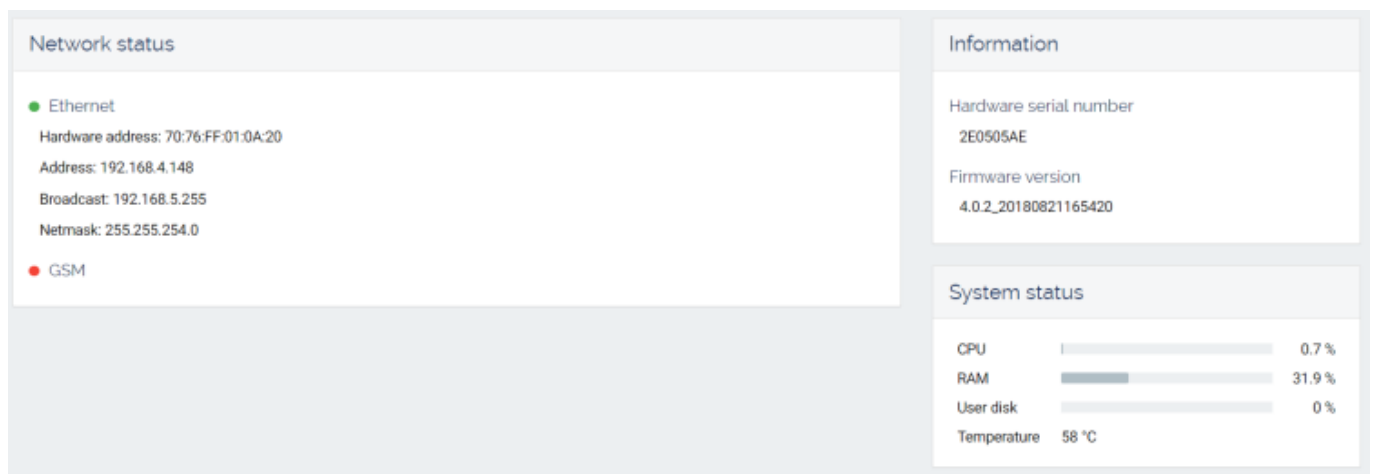 Network status
Ethernet
Hardware address: 70:76:FF:01:0A:20
Address: 192.168.4.148
Broadcast: 192.168.5.255
Netmask: 255.255.254.0
GSM
Information
Hardware serial number
2E0505AE
Firmware version
4.0.2_20180821165420
System status
CPU 0.7 %
RAM 31.9 %
User disk 0 %
Temperature 58 °C